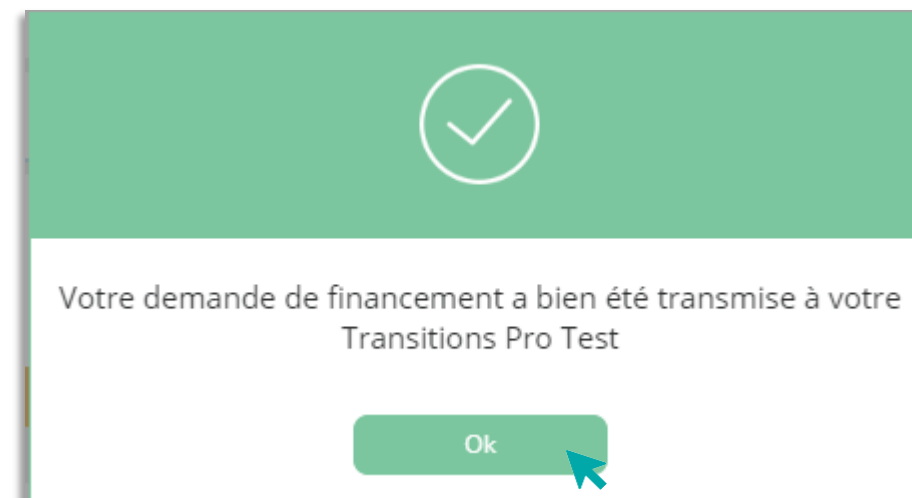 Votre demande de financement a bien été transmise à votre
Transitions Pro Test
Ok